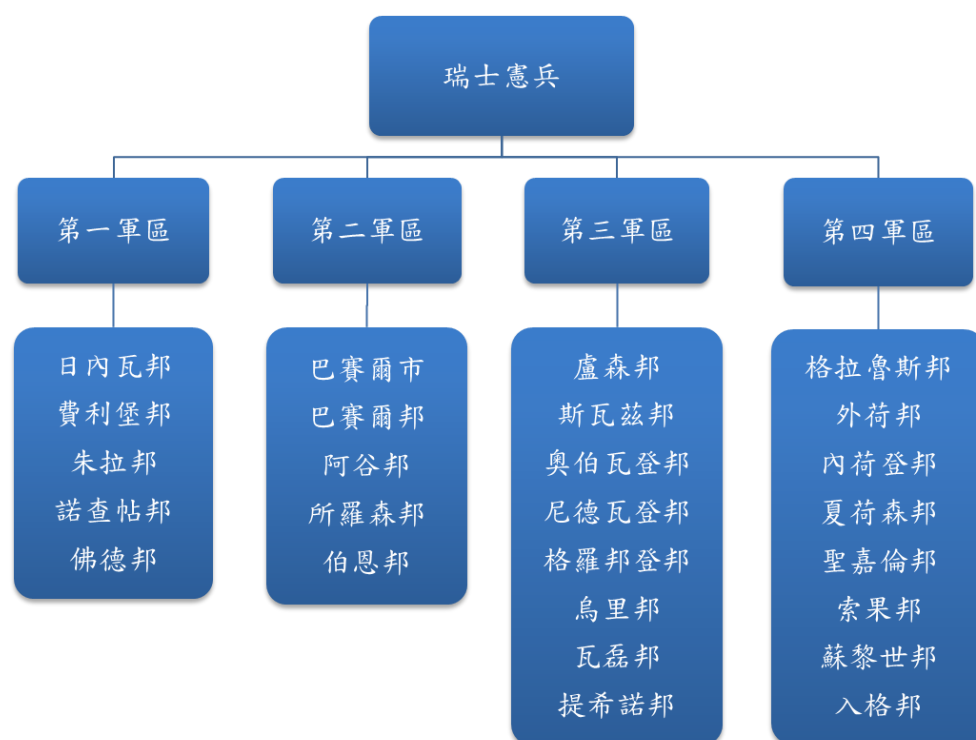 瑞士憲兵
第一軍區
第二軍區
第三軍區
第四軍區
日內瓦邦
費利堡邦
朱拉邦
諾查帖邦
佛德邦
巴賽爾市
巴賽爾邦
阿谷邦
所羅森邦
伯恩邦
盧森邦
斯瓦茲邦
奧伯瓦登邦
尼德瓦登邦
格羅邦登邦
烏里邦
瓦磊邦
提希諾邦
格拉魯斯邦
外荷邦
內荷登邦
夏荷森邦
聖嘉倫邦
索果邦
蘇黎世邦
入格邦